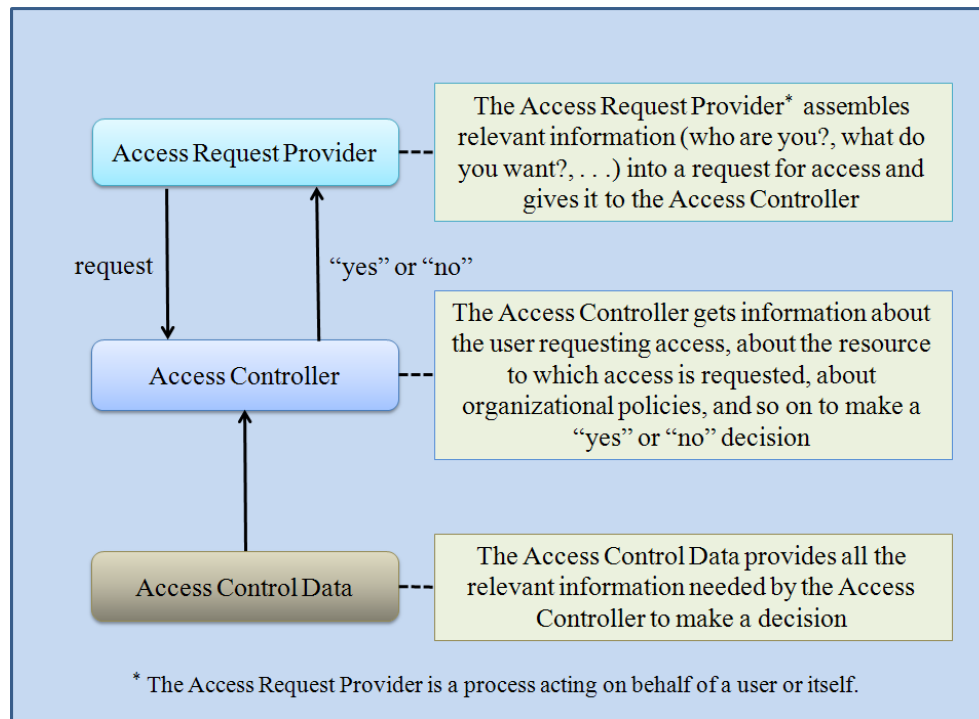 Access Request Provider
The Access Request Provider* assembles
relevant information (who are you?, what do
you want?, . . .) into a request for access and
gives it to the Access Controller
request
“yes” or “no”
Access Controller
The Access Controller gets information about
the user requesting access, about the resource
to which access is requested, about
organizational policies, and so on to make a
“yes” or “no” decision
Access Control Data
The Access Control Data provides all the
relevant information needed by the Access
Controller to make a decision
* The Access Request Provider is a process acting on behalf of a user or itself.